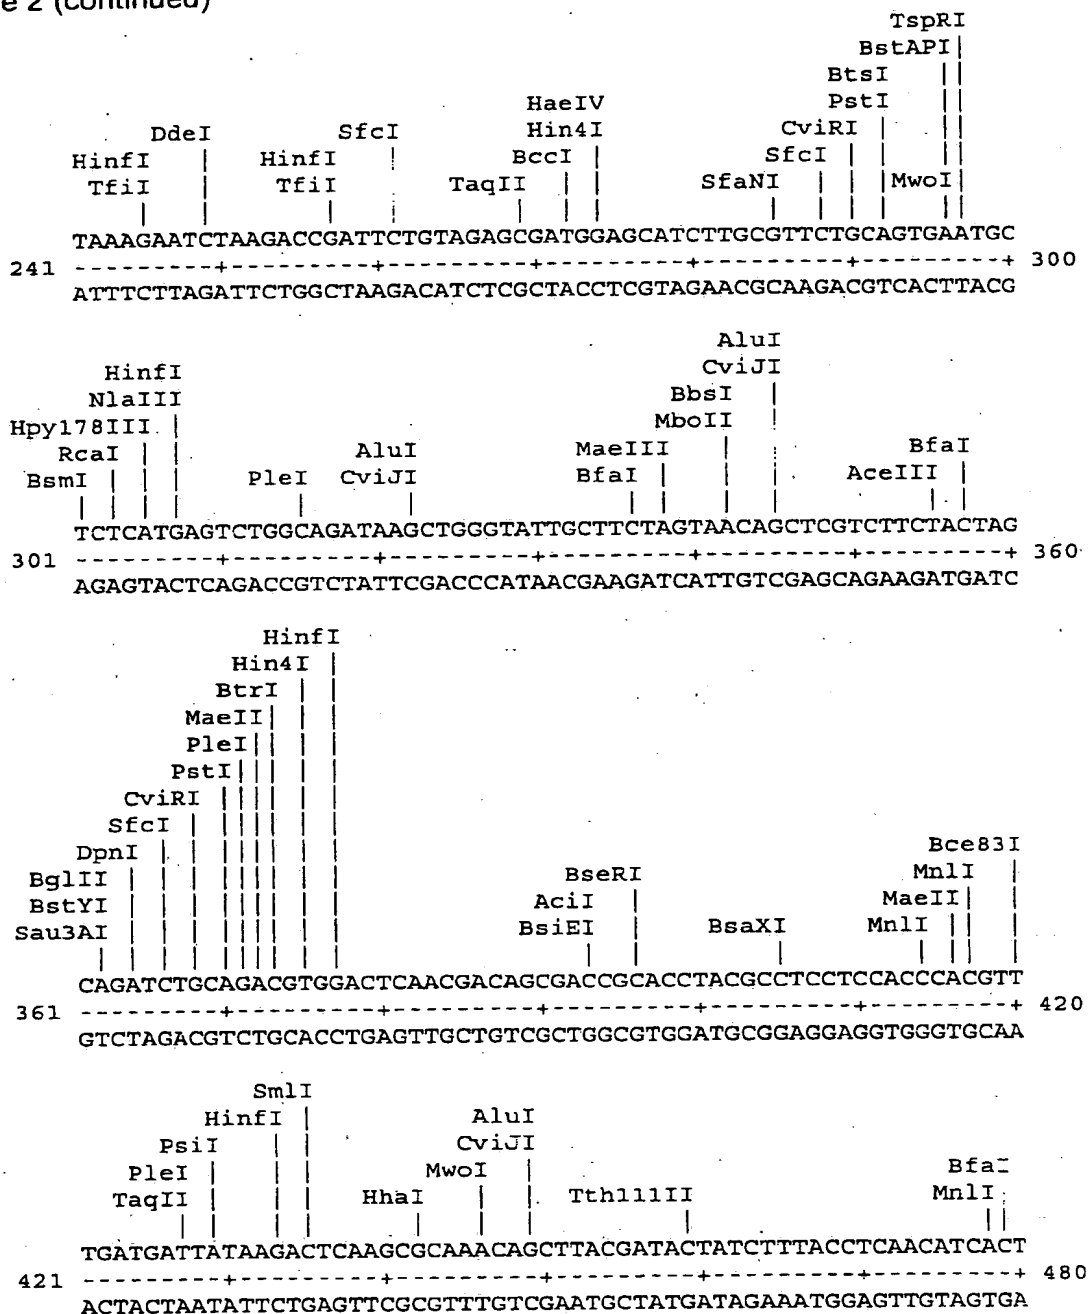 e 2 (continued)
TspRI
BstAPI
BtsI
HaeIV PstI
DdeI SfcI Hin4I CviRI
HinfI HinfI BccI SfcI
TfiI TfiI TaqII SfaNI MwoI
TAAAGAATCTAAGACCGATTCTGTAGAGCGATGGAGCATCTTGCGTTCTGCAGTGAATGC
241 ---------+---------+---------+---------+---------+---------+ 300
ATTTCTTAGATTCTGGCTAAGACATCTCGCTACCTCGTAGAACGCAAGACGTCACTTACG
AluI
HinfI CviJI
NlaIII BbsI
Hpy178III MboII
RcaI AluI MaeIII BfaI
BsmI PleI CviJI BfaI AceIII
TCTCATGAGTCTGGCAGATAAGCTGGGTATTGCTTCTAGTAACAGCTCGTCTTCTACTAG
301 ---------+---------+---------+---------+---------+---------+ 360
AGAGTACTCAGACCGTCTATTCGACCCATAACGAAGATCATTGTCGAGCAGAAGATGATC
HinfI
Hin4I
BtrI
MaeII
PleI
PstI
CviRI
SfcI
DpnI Bce83I
BglII BseRI MnlI
BstYI AciI MaeII
Sau3AI BsiEI BsaXI MnlI
CAGATCTGCAGACGTGGACTCAACGACAGCGACCGCACCTACGCCTCCTCCACCCACGTT
361 ---------+---------+---------+---------+---------+---------+ 420
GTCTAGACGTCTGCACCTGAGTTGCTGTCGCTGGCGTGGATGCGGAGGAGGTGGGTGCAA
SmlI
HinfI AluI
PsiI CviJI
PleI MwoI BfaI
TaqII HhaI Tth111II MnlI
TGATGATTATAAGACTCAAGCGCAAACAGCTTACGATACTATCTTTACCTCAACATCACT
421 ---------+---------+---------+---------+---------+---------+ 480
ACTACTAATATTCTGAGTTCGCGTTTGTCGAATGCTATGATAGAAATGGAGTTGTAGTGA